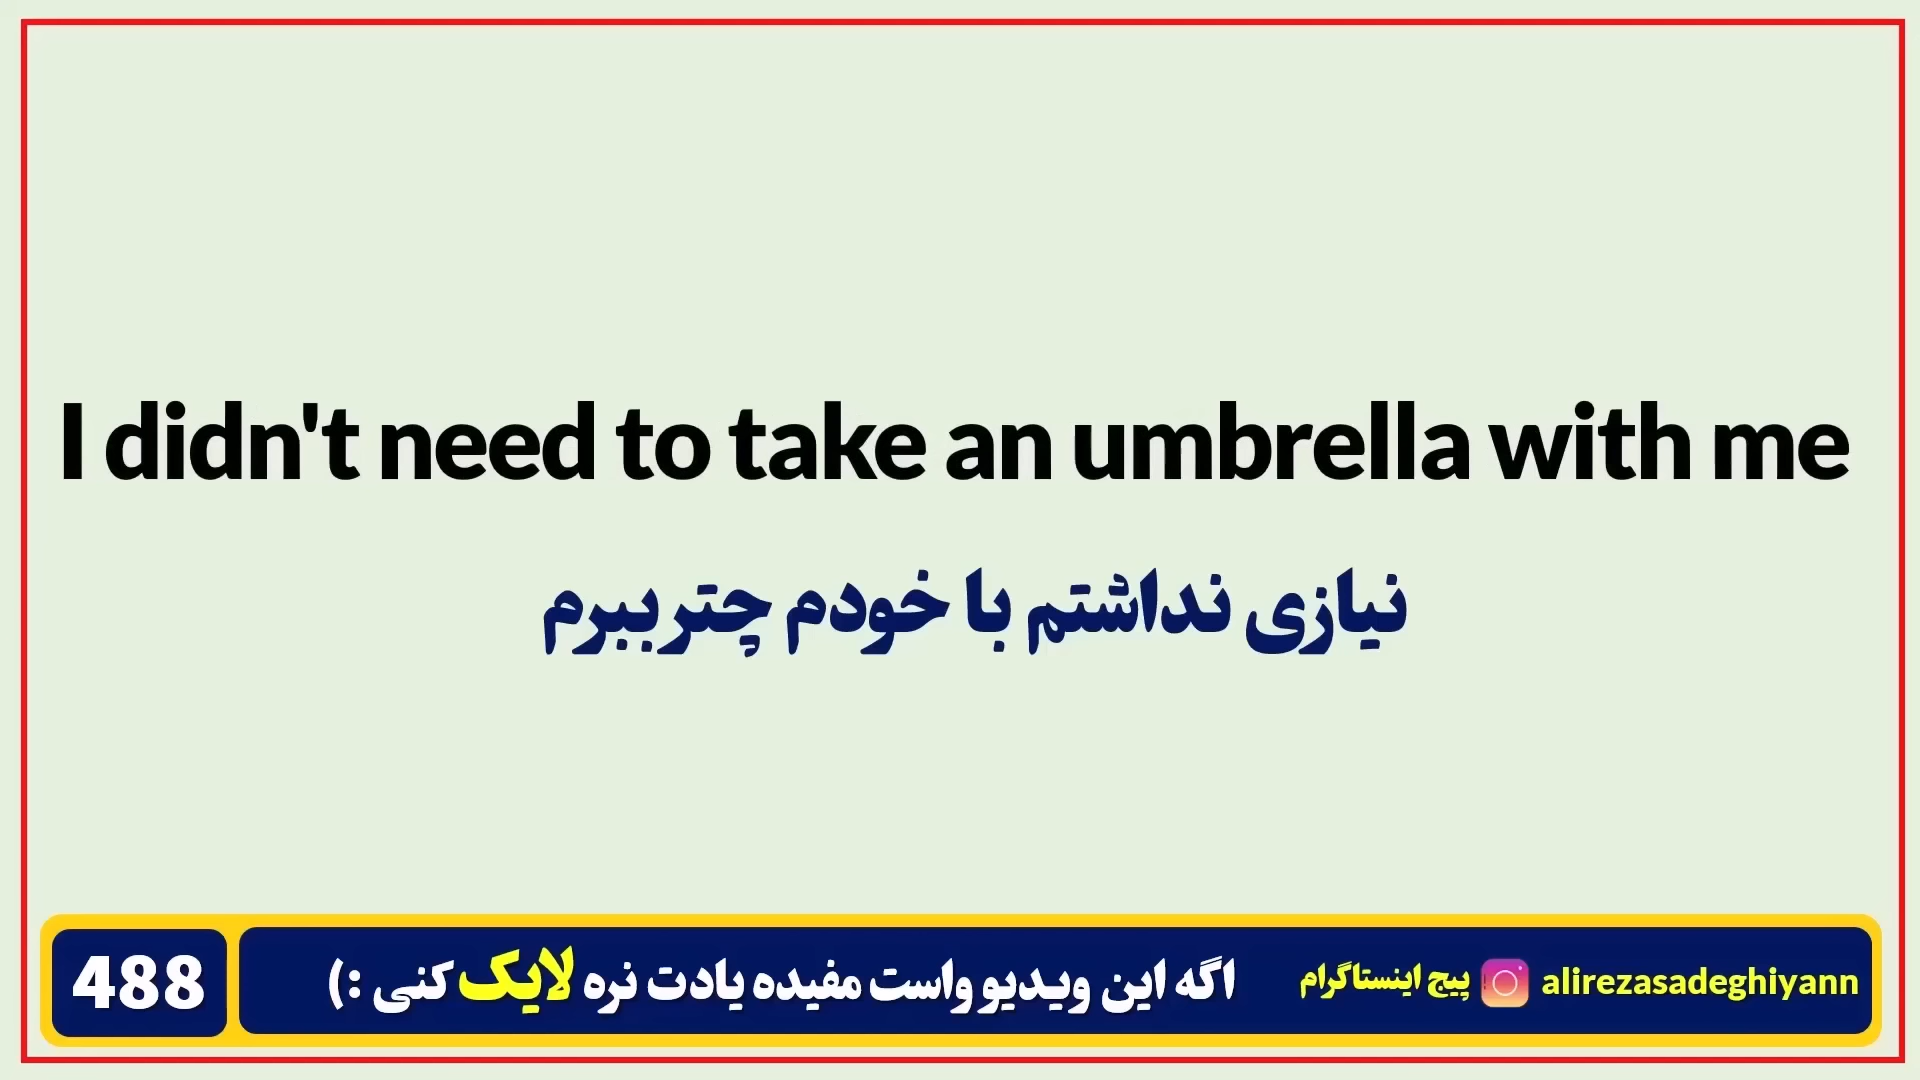 I didn't need to take an umbrella with me
نیازی نداشتم با خودم چتر ببرم
488
اگه این ویدیو واست مفیده یادت نره لایک کنی :)
پیج اینستاگرام alirezasadeghiyann